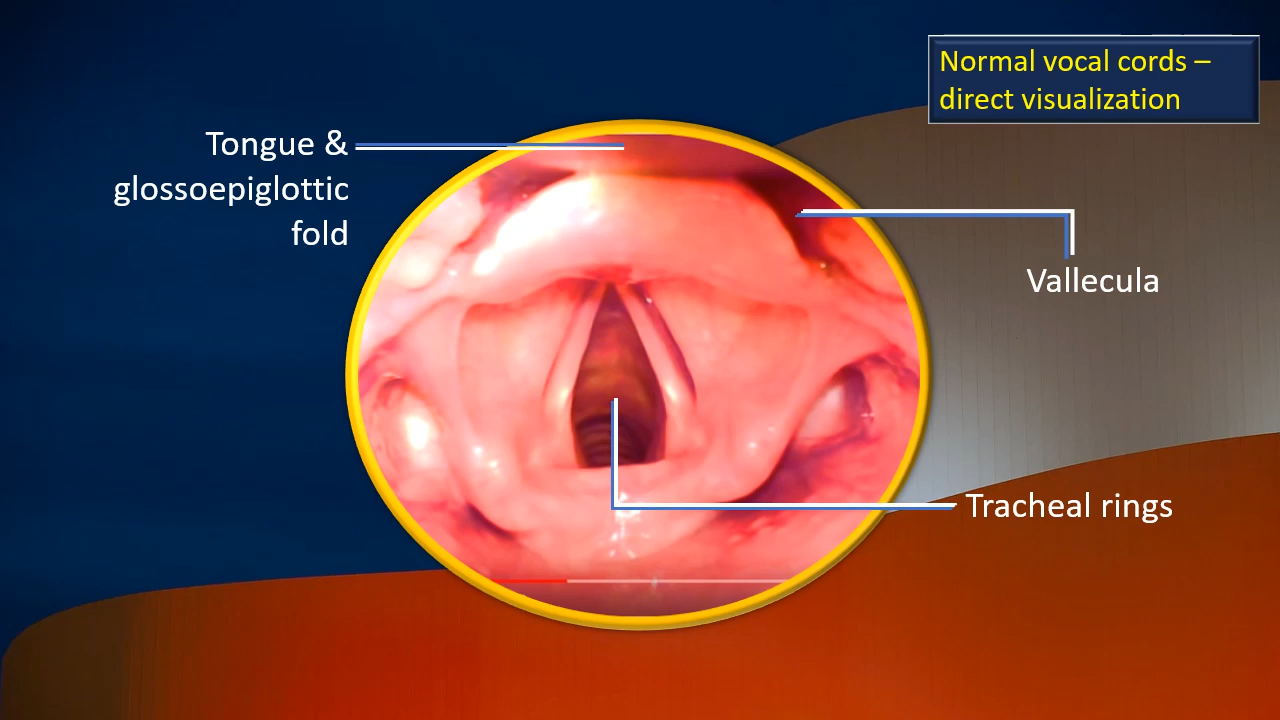 Normal vocal cords –
direct visualization
Tongue &
glossoepiglottic
fold
Vallecula
Tracheal rings